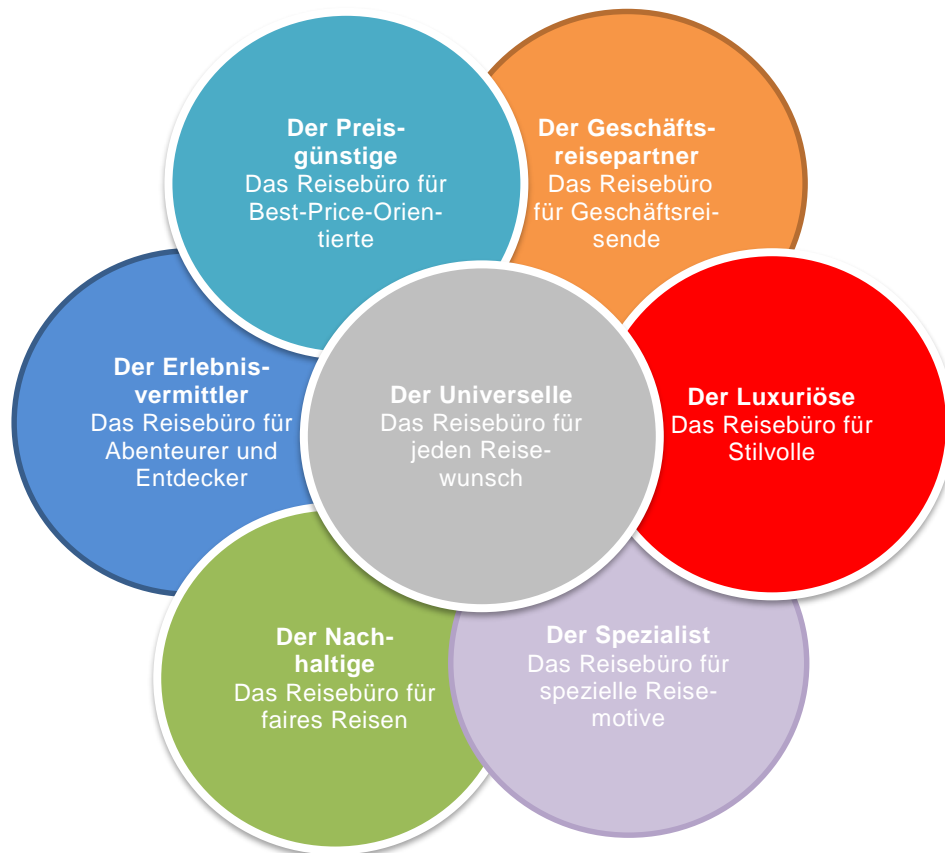 Der Preis-
günstige
Das Reisebüro für
Best-Price-Orien-
tierte
Der Geschäfts-
reisepartner
Das Reisebüro
für Geschäftsrei-
sende
Der Erlebnis-
vermittler
Das Reisebüro für
Abenteurer und
Entdecker
Der Universelle
Das Reisebüro für
jeden Reise-
wunsch
Der Luxuriöse
Das Reisebüro für
Stilvolle
Der Nach-
haltige
Das Reisebüro für
faires Reisen
Der Spezialist
Das Reisebüro für
spezielle Reise-
motive